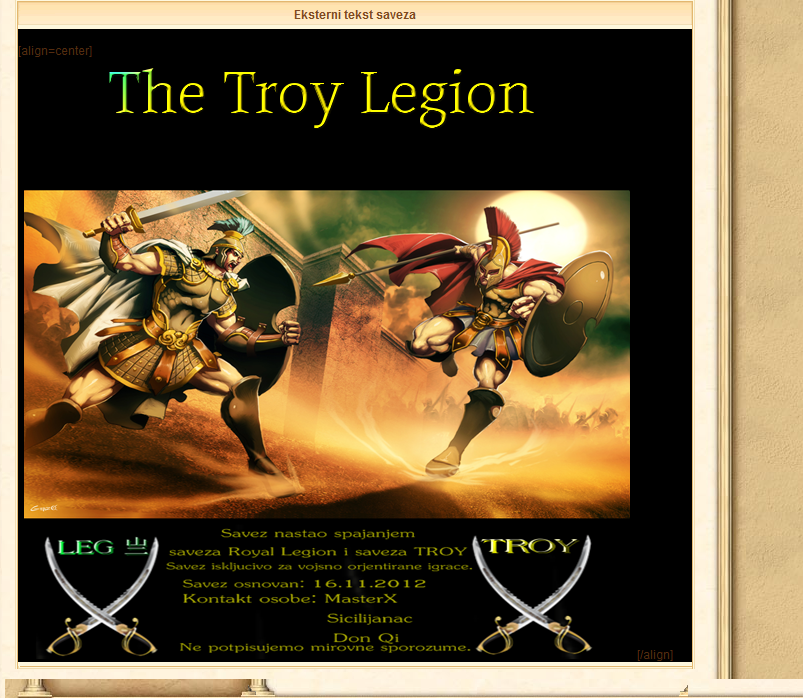 Eksterni tekst saveza
[align=center]
The Troy Legion
Savez nastao spajanjem
LEG
TROY
saveza Royal Legion i saveza TROY
Savez iskljucivo za vojsno orjentirane igrace.
Savez osnovan: 16.11.2012
Kontakt osobe: MasterX
Sicilijanac
Don Qi
Ne potpisujemo mirovne sporozume.
[/align]